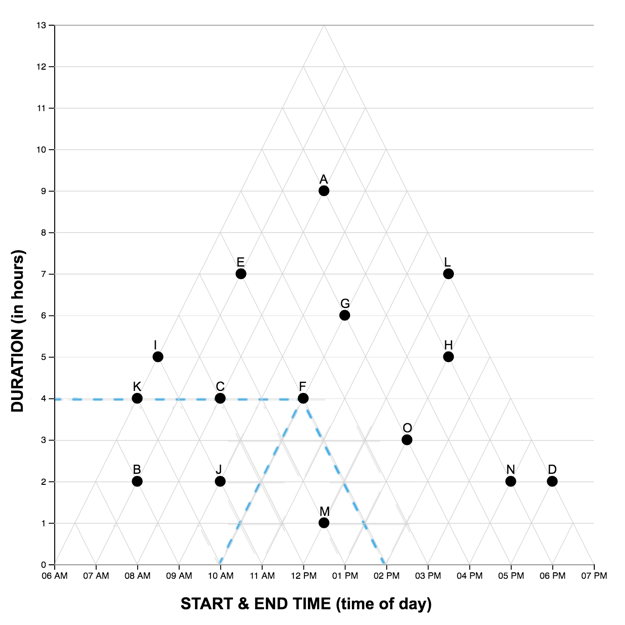 13
12
11
10
9
A
8
7
E
L
6
G
5
I
H
4
K
C
F
3
O
2
B
J
N
D
1
M
0
06 AM 07 AM 08 AM 09 AM 10 AM 11 AM 12 PM 01 PM 02 PM 03 PM 04 PM 05 PM 06 PM 07 PM
DURATION (in hours)
START & END TIME (time of day)